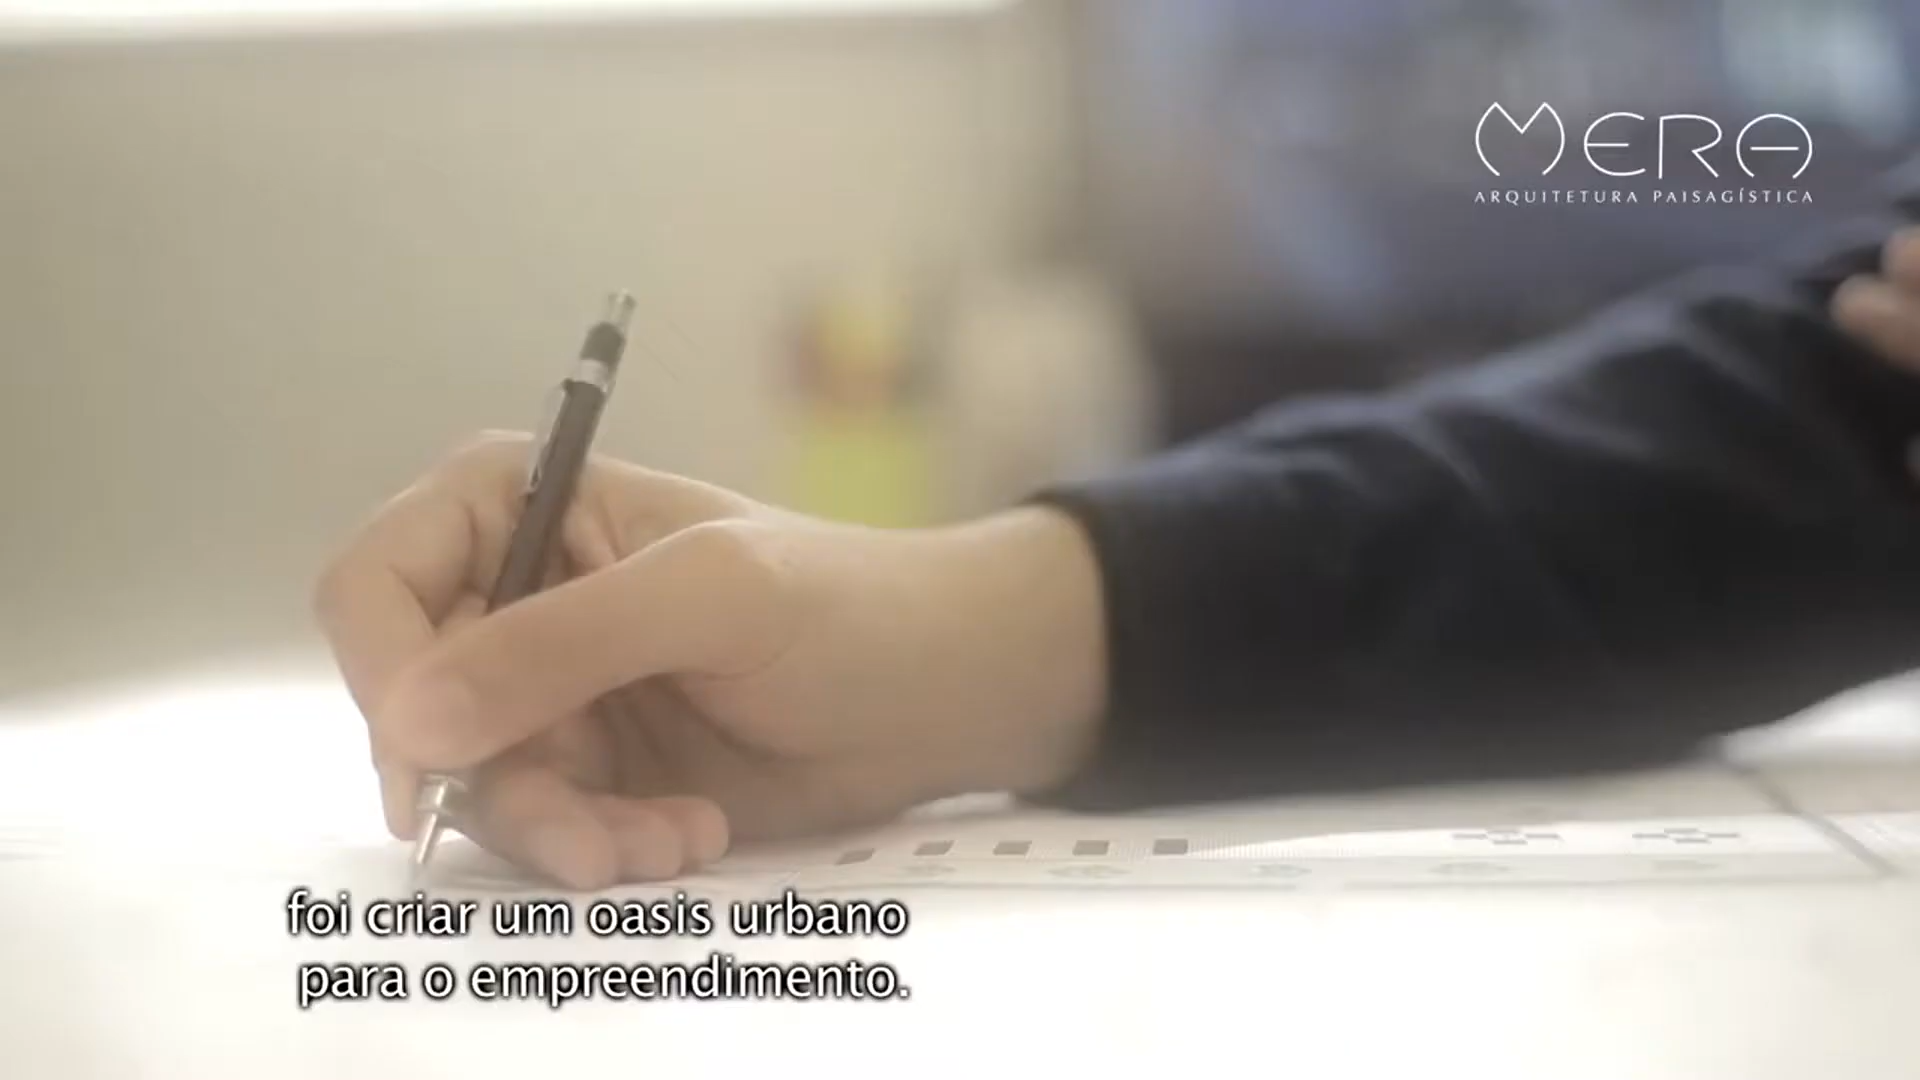 MERA
ARQUITETURA PAISAGÍSTICA
foi criar um oasis urbano
para o empreendimento.